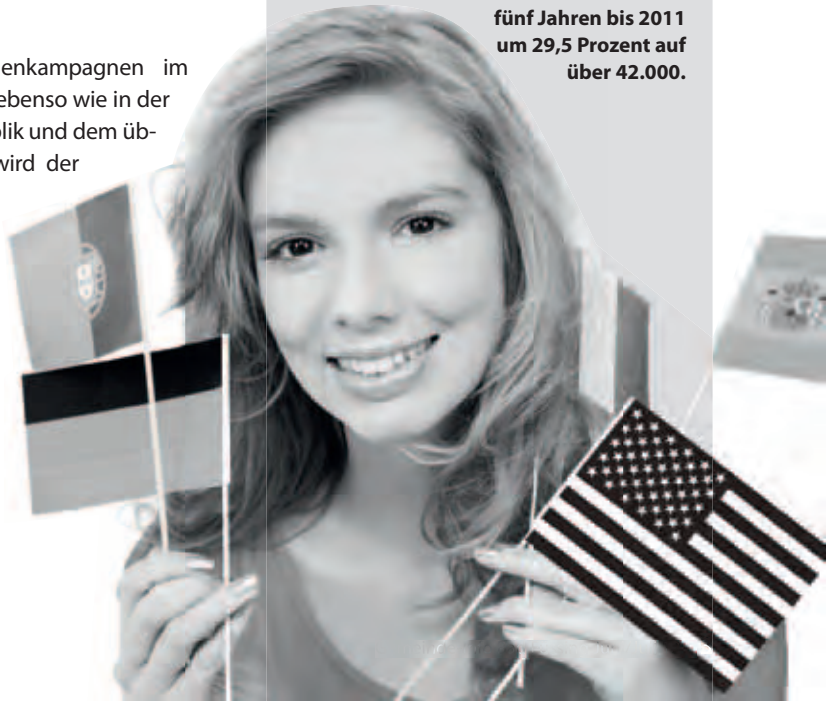 enkampagnen im
ebenso wie in der
lik und dem üb-
wird der
fünf Jahren bis 2011
um 29,5 Prozent auf
über 42.000.